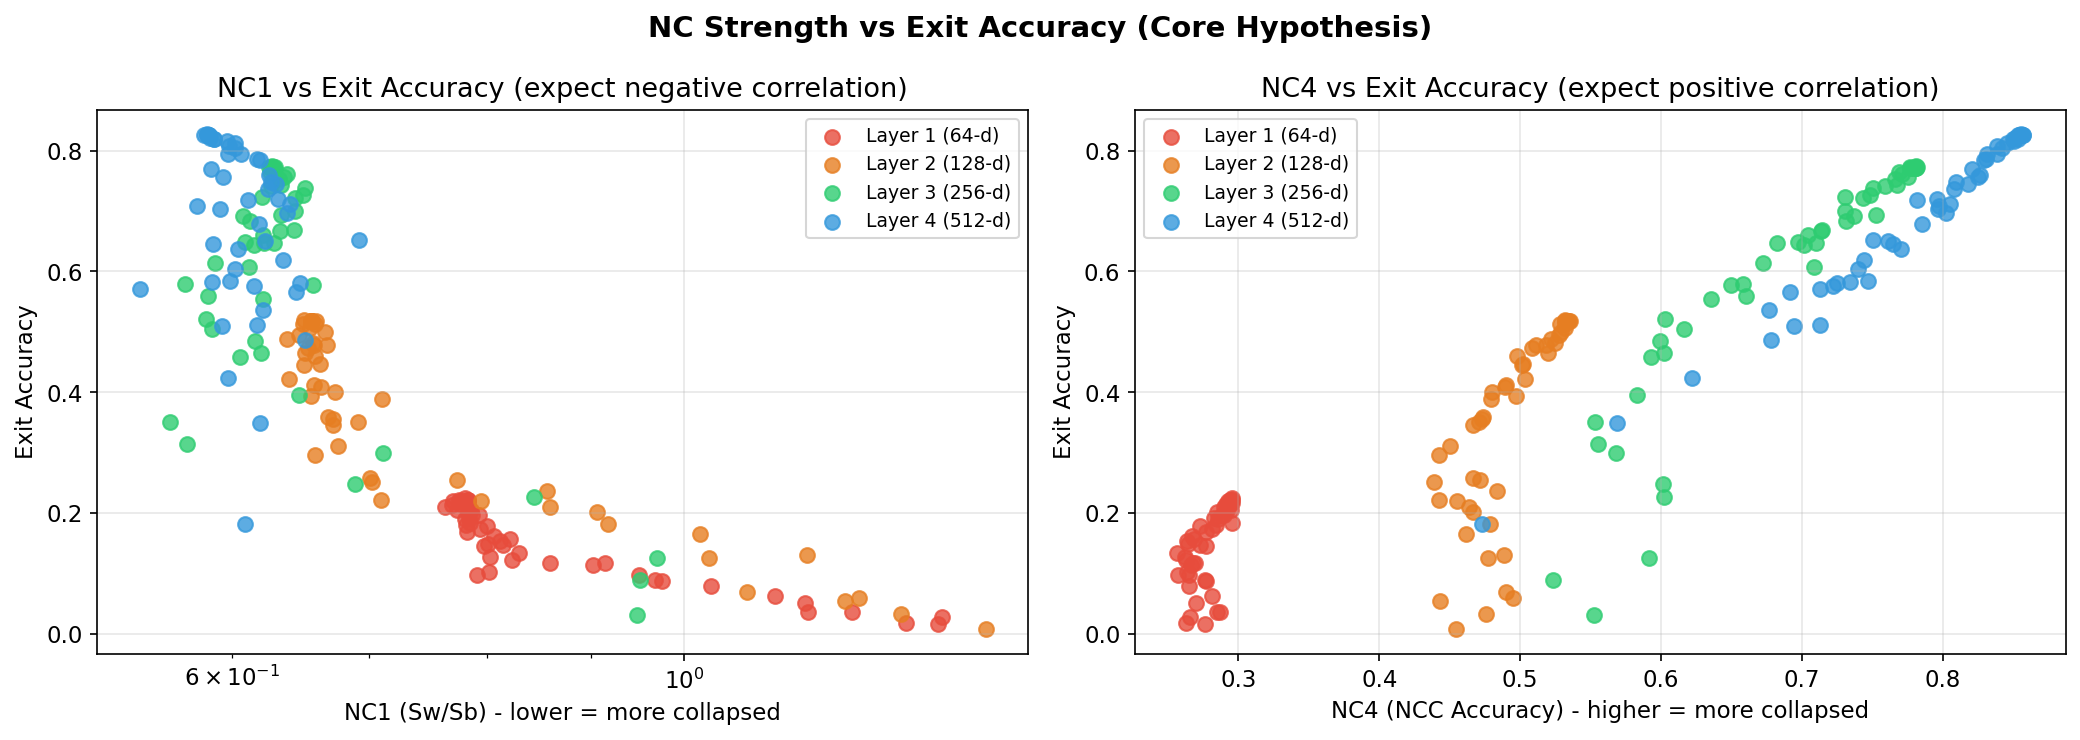 NC Strength vs Exit Accuracy (Core Hypothesis)
NC1 vs Exit Accuracy (expect negative correlation)
Exit Accuracy
0.8
0.6
0.4
0.2
0.0
Layer 1 (64-d)
Layer 2 (128-d)
Layer 3 (256-d)
Layer 4 (512-d)
6 × 10⁻¹
10⁰
NC1 (Sw/Sb) - lower = more collapsed
NC4 vs Exit Accuracy (expect positive correlation)
Exit Accuracy
0.8
0.6
0.4
0.2
0.0
Layer 1 (64-d)
Layer 2 (128-d)
Layer 3 (256-d)
Layer 4 (512-d)
0.3 0.4 0.5 0.6 0.7 0.8
NC4 (NCC Accuracy) - higher = more collapsed